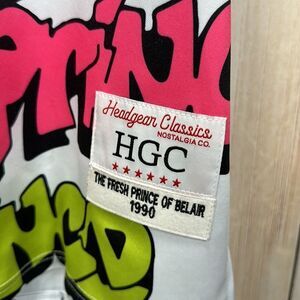 Headgear Classics
NOSTALGIA CO.
HGC
THE FRESH PRINCE OF BELAIR
1990